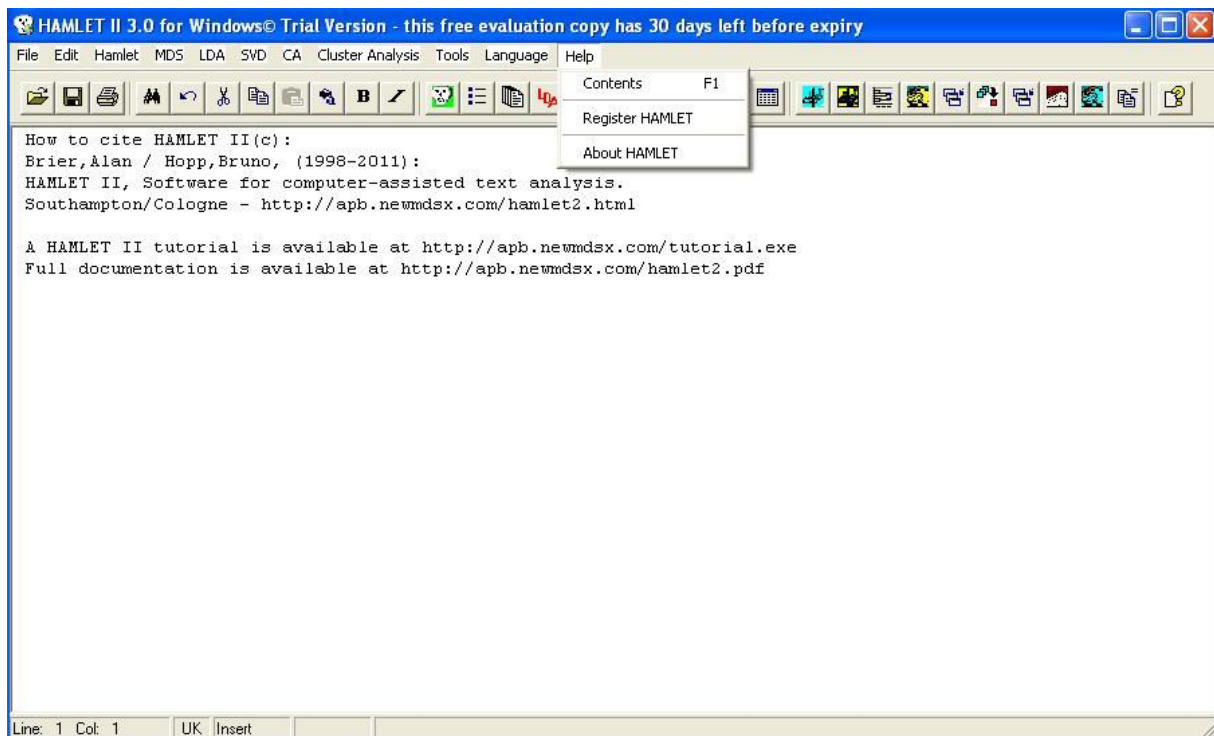 HAMLET II 3.0 for Windows© Trial Version - this free evaluation copy has 30 days left before expiry
File Edit Hamlet MDS LDA SVD CA Cluster Analysis Tools Language Help
Contents F1
Register HAMLET
About HAMLET
B I LDA
How to cite HAMLET II(c):
Brier,Alan / Hopp,Bruno, (1998-2011):
HAMLET II, Software for computer-assisted text analysis.
Southampton/Cologne - http://apb.newmdsx.com/hamlet2.html
A HAMLET II tutorial is available at http://apb.newmdsx.com/tutorial.exe
Full documentation is available at http://apb.newmdsx.com/hamlet2.pdf
Line: 1 Col: 1 UK Insert